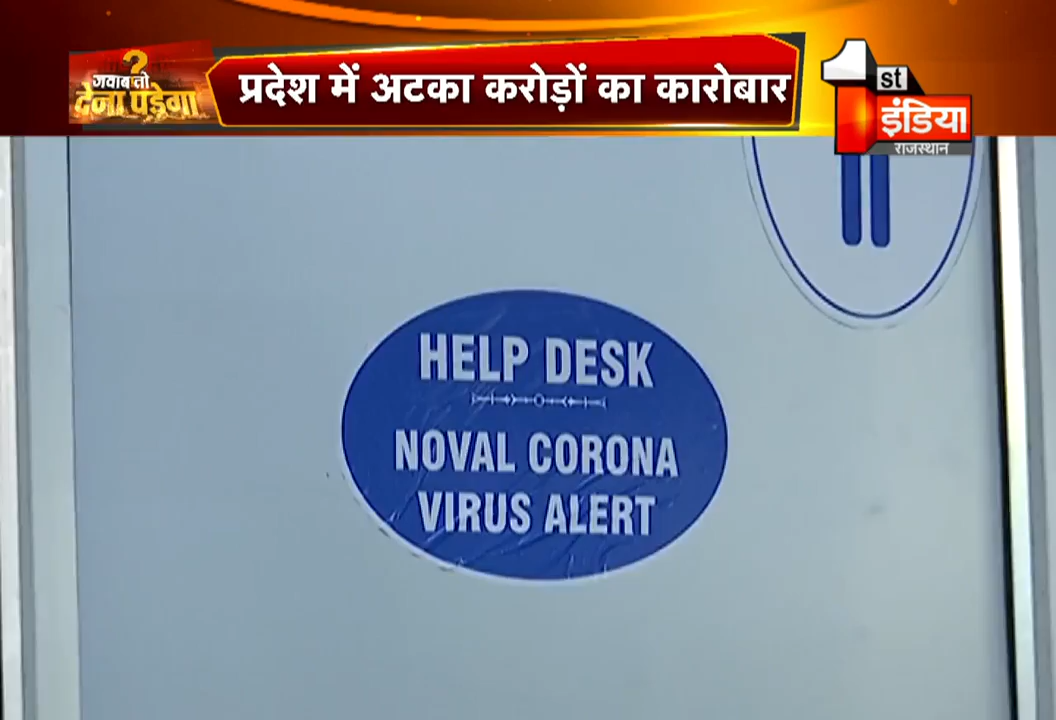 जवाब तो
देना पड़ेगा
प्रदेश में अटका करोड़ों का कारोबार
1st
इंडिया
राजस्थान
HELP DESK
NOVAL CORONA
VIRUS ALERT